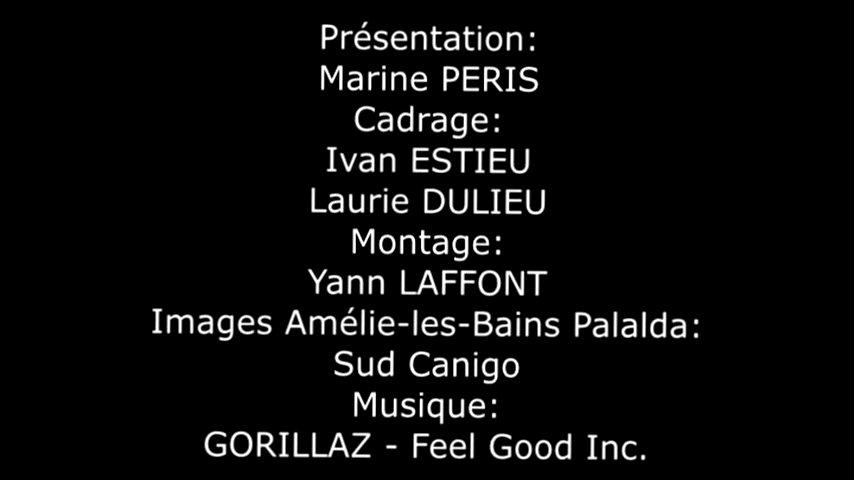 Présentation:
Marine PERIS
Cadrage:
Ivan ESTIEU
Laurie DULIEU
Montage:
Yann LAFFONT
Images Amélie-les-Bains Palalda:
Sud Canigo
Musique:
GORILLAZ - Feel Good Inc.